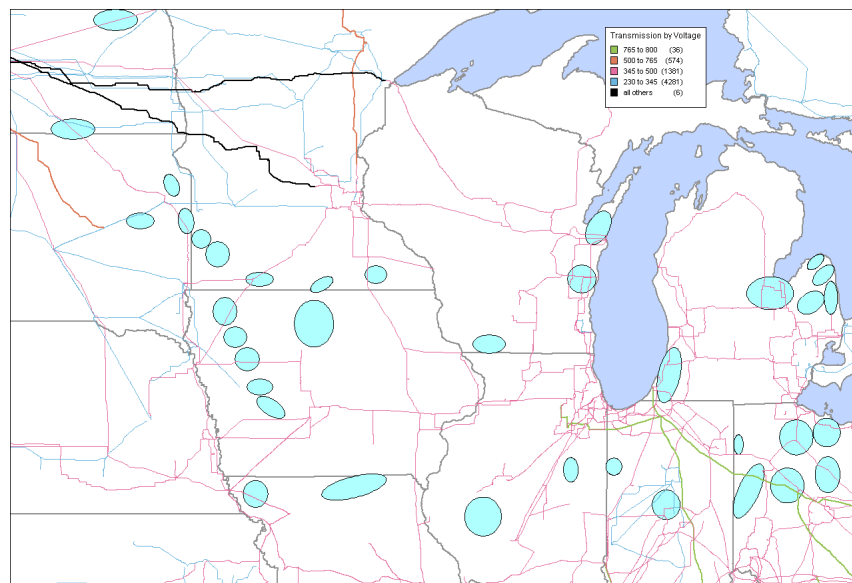 Transmission by Voltage
765 to 800 (36)
500 to 765 (574)
345 to 500 (1381)
230 to 345 (4281)
all others (6)